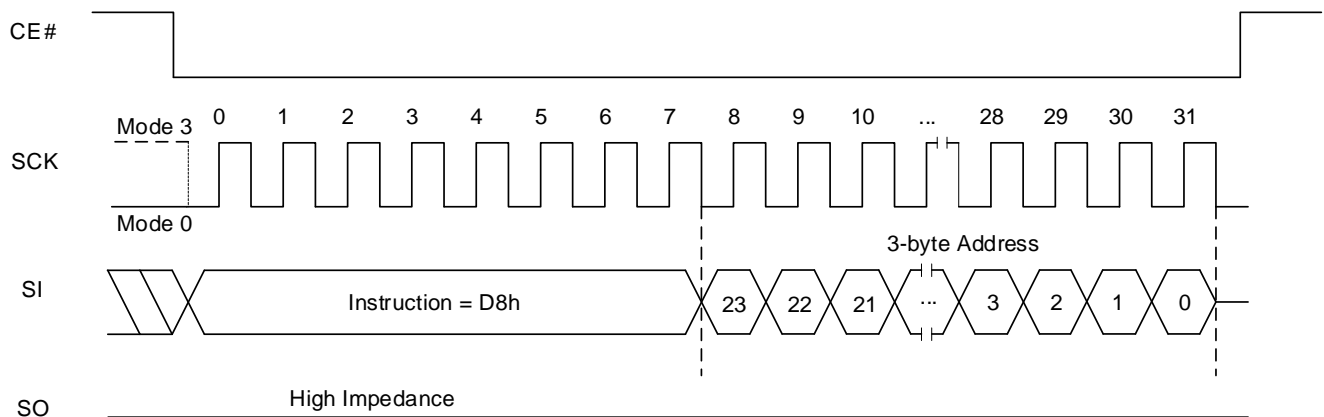 CE#
0 1 2 3 4 5 6 7 8 9 10 ... 28 29 30 31
Mode 3
SCK
Mode 0
3-byte Address
SI
Instruction = D8h
23 22 21 ... 3 2 1 0
High Impedance
SO